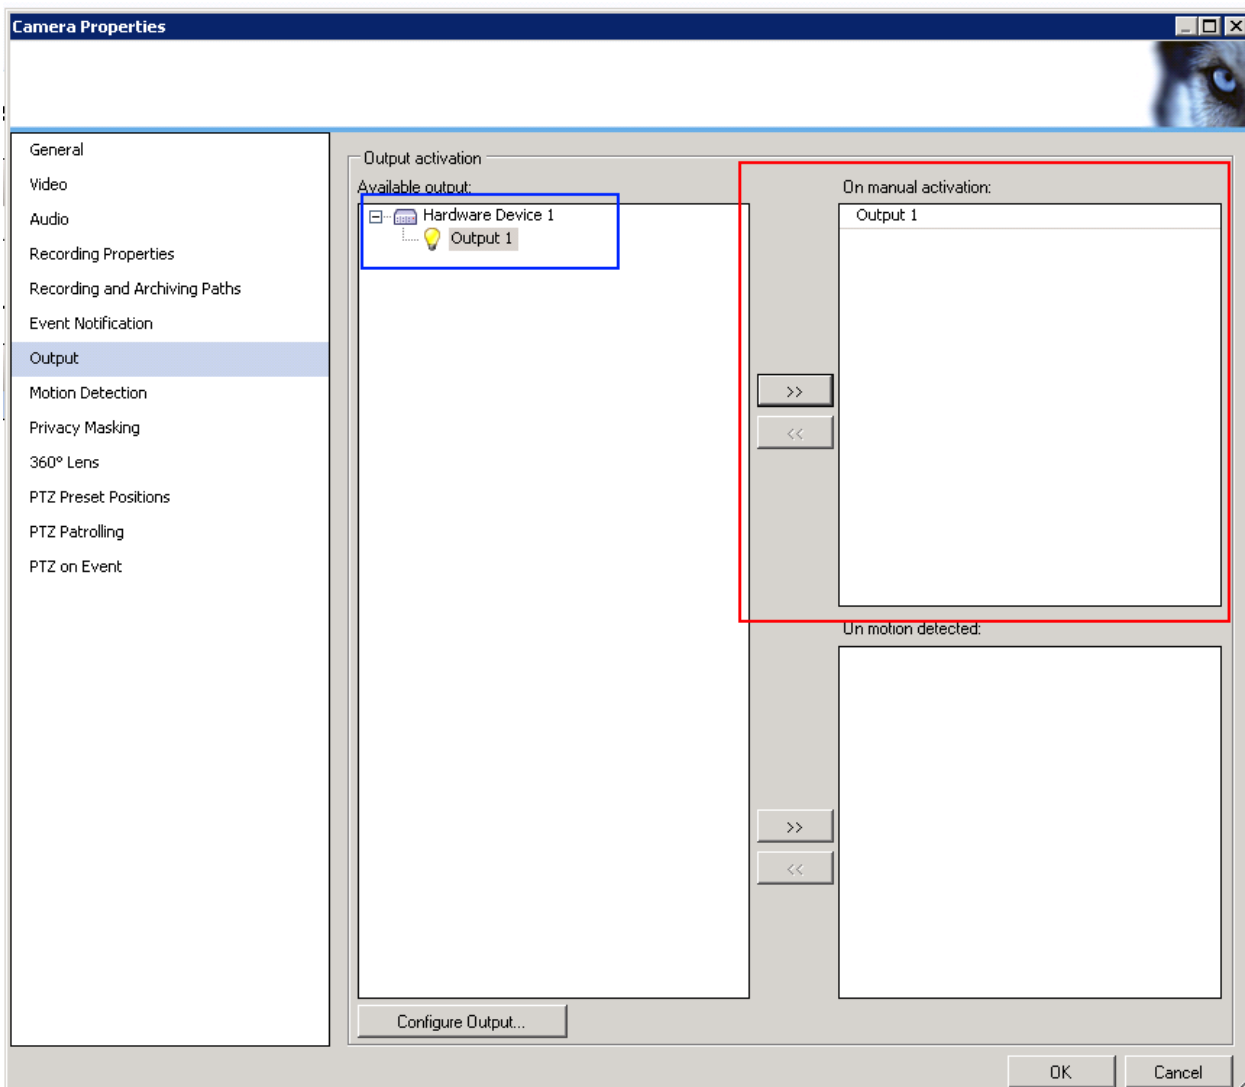 Camera Properties
General
Video
Audio
Recording Properties
Recording and Archiving Paths
Event Notification
Output
Motion Detection
Privacy Masking
360° Lens
PTZ Preset Positions
PTZ Patrolling
PTZ on Event
Output activation
Available output:
Hardware Device 1
Output 1
Configure Output...
>>
<<
On manual activation:
Output 1
On motion detected:
>>
<<
OK
Cancel